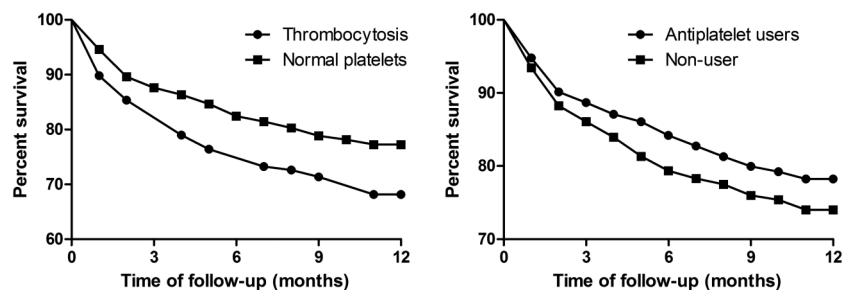 100
90
80
70
60
Percent survival
0 3 6 9 12
Time of follow-up (months)
Thrombocytosis
Normal platelets
100
90
80
70
Percent survival
0 3 6 9 12
Time of follow-up (months)
Antiplatelet users
Non-user